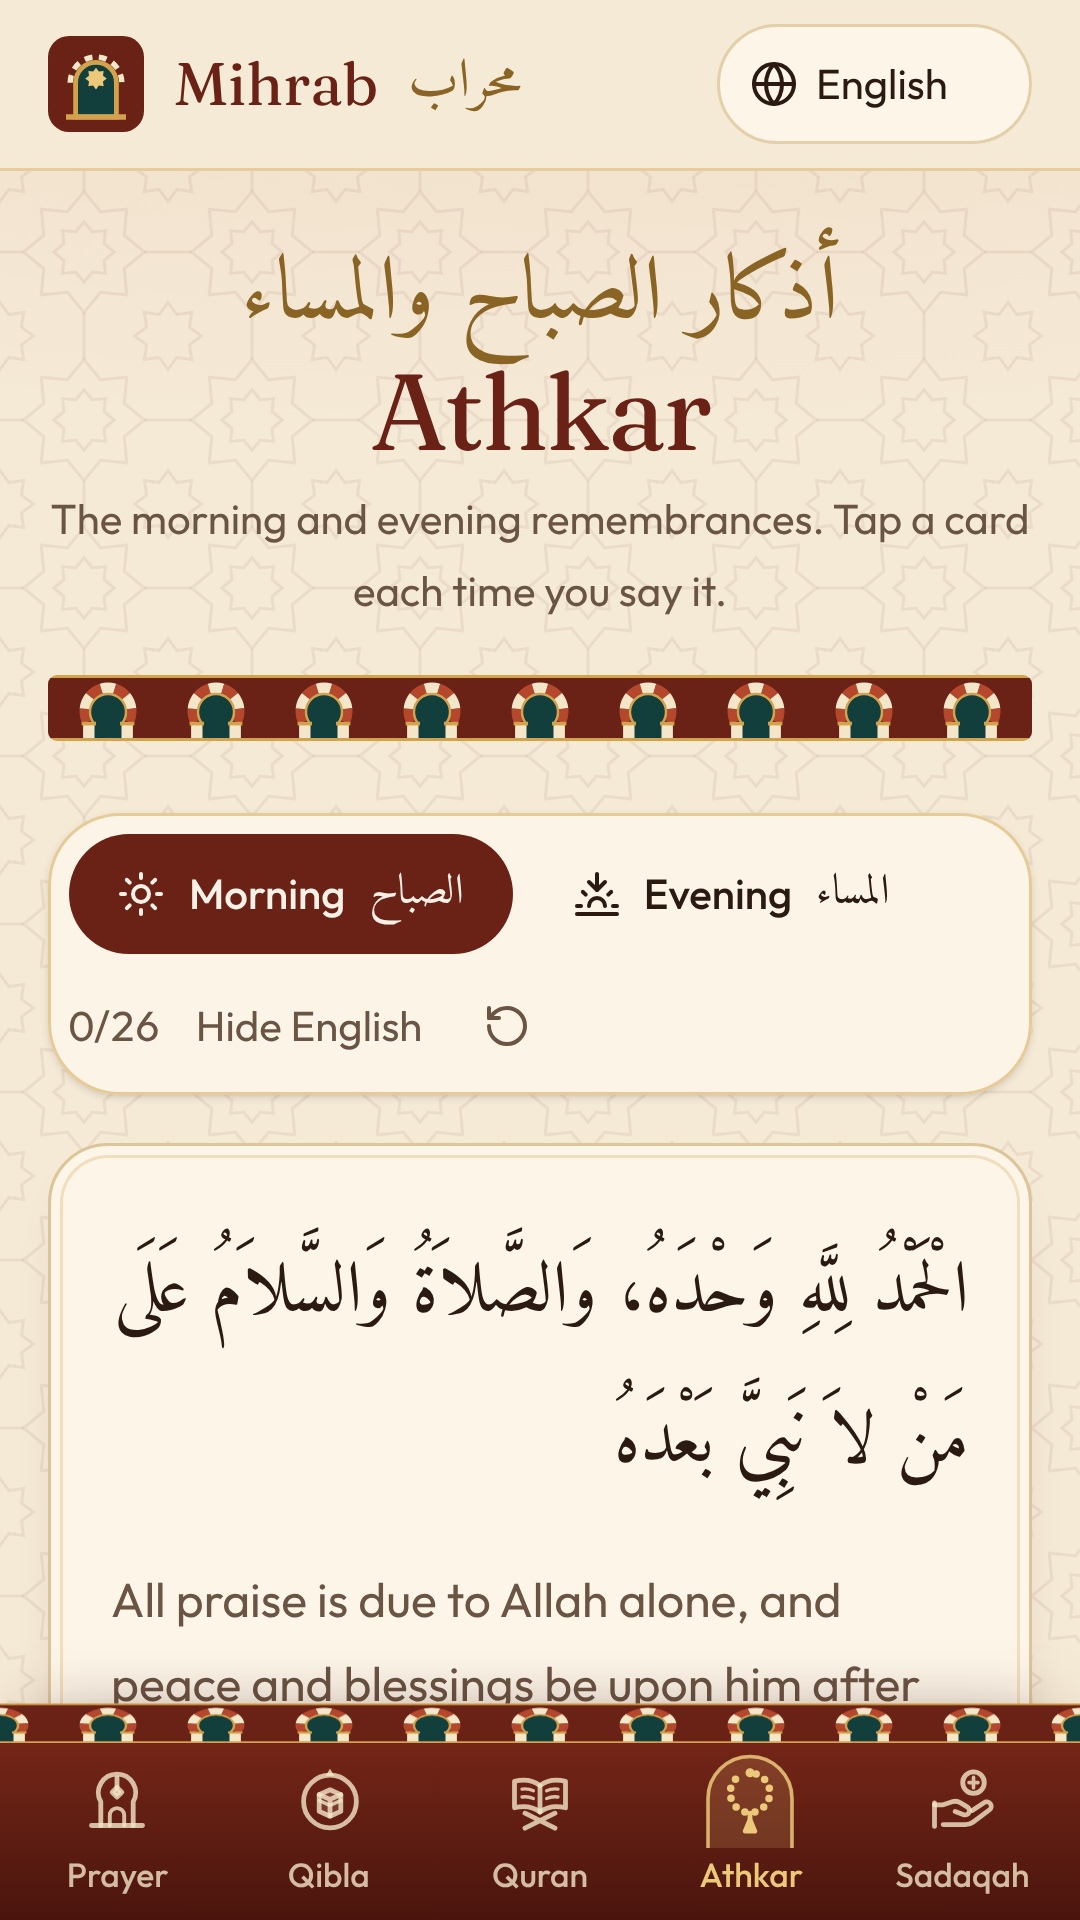 Mihrab محراب
English
أذكار الصباح والمساء
Athkar
The morning and evening remembrances. Tap a card
each time you say it.
Morning الصباح
Evening المساء
0/26 Hide English
الْحَمْدُ لِلَّهِ وَحْدَهُ، وَالصَّلاَةُ وَالسَّلاَمُ عَلَى
مَنْ لاَ نَبِيَّ بَعْدَهُ
All praise is due to Allah alone, and
peace and blessings be upon him after
Prayer
Qibla
Quran
Athkar
Sadaqah